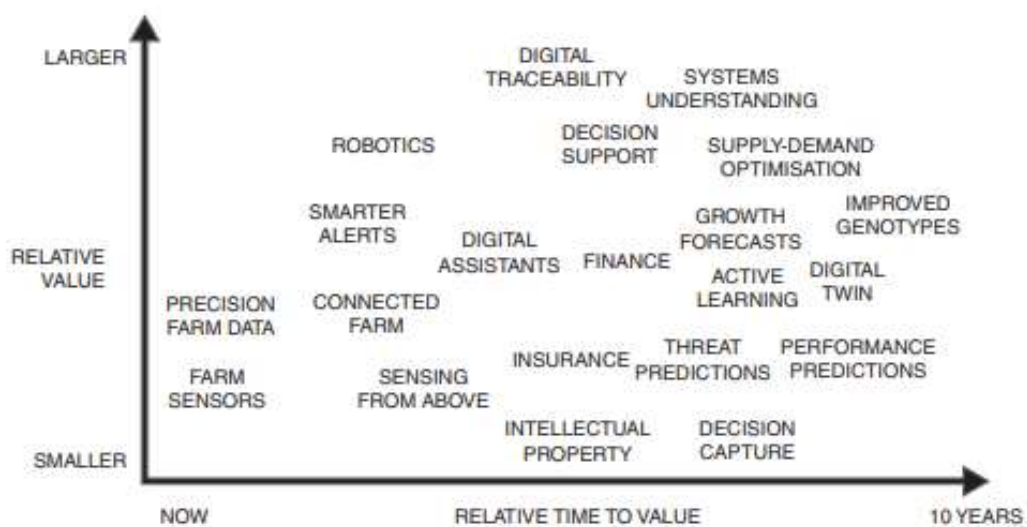 LARGER
DIGITAL
TRACEABILITY
SYSTEMS
UNDERSTANDING
ROBOTICS
DECISION
SUPPORT
SUPPLY-DEMAND
OPTIMISATION
SMARTER
ALERTS
DIGITAL
ASSISTANTS
FINANCE
GROWTH
FORECASTS
IMPROVED
GENOTYPES
RELATIVE
VALUE
ACTIVE
LEARNING
DIGITAL
TWIN
PRECISION
FARM DATA
CONNECTED
FARM
INSURANCE
THREAT
PREDICTIONS
PERFORMANCE
PREDICTIONS
FARM
SENSORS
SENSING
FROM ABOVE
INTELLECTUAL
PROPERTY
DECISION
CAPTURE
SMALLER
NOW
RELATIVE TIME TO VALUE
10 YEARS